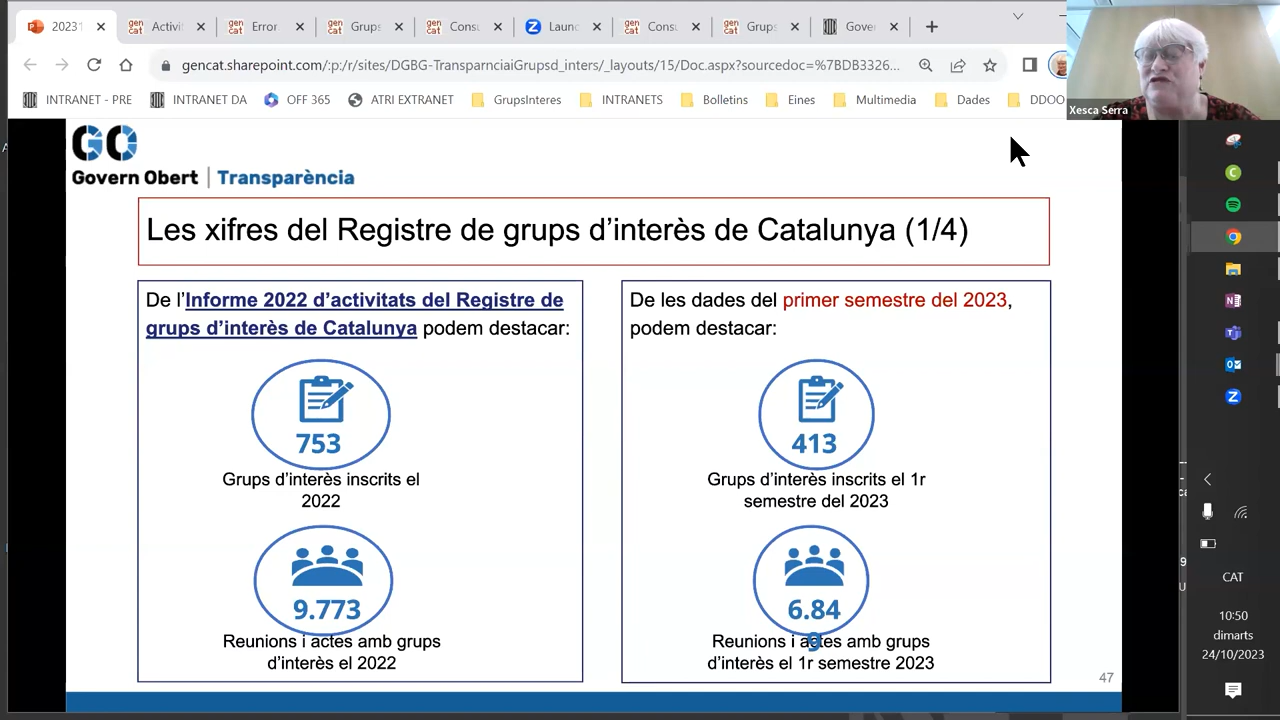 20231
Activit
Error
Grups
Consu
Launc
Consu
Grups
Gover
gencat.sharepoint.com/:p:/r/sites/DGBG-TransparnciaiGrupsd_inters/_layouts/15/Doc.aspx?sourcedoc=%7BDB3326...
INTRANET - PRE
INTRANET DA
OFF 365
ATRI EXTRANET
GrupsInteres
INTRANETS
Bolletins
Eines
Multimedia
Dades
DDOO
Xesca Serra
GO
Govern Obert | Transparència
Les xifres del Registre de grups d’interès de Catalunya (1/4)
De l’Informe 2022 d’activitats del Registre de
grups d’interès de Catalunya podem destacar:
753
Grups d’interès inscrits el
2022
9.773
Reunions i actes amb grups
d’interès el 2022
De les dades del primer semestre del 2023,
podem destacar:
413
Grups d’interès inscrits el 1r
semestre del 2023
6.84
9
Reunions i actes amb grups
d’interès el 1r semestre 2023
47
CAT
10:50
dimarts
24/10/2023